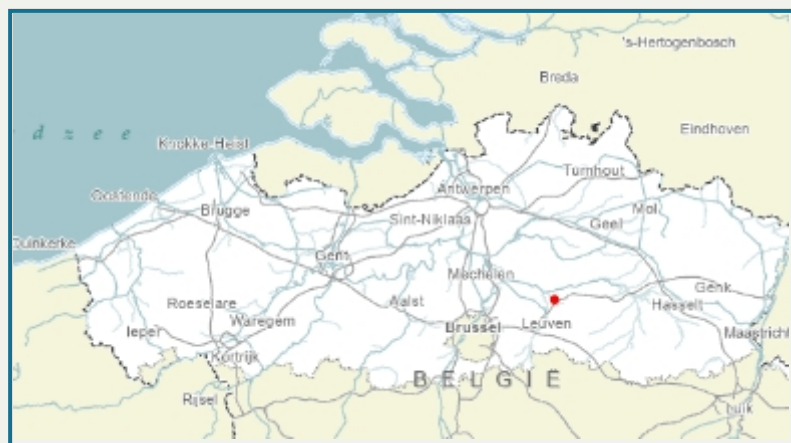 's-Hertogenbosch
Breda
d z e e
Eindhoven
Knokke-Heist
Turnhout
Oostende
Antwerpen
Mol
Brugge
Sint-Niklaas
Geel
Duinkerke
Gent
Mechelen
Genk
Roeselare
Aalst
Hasselt
Ieper
Waregem
Brussel
Leuven
Maastricht
Kortrijk
BELGIË
Rijsel
Luik